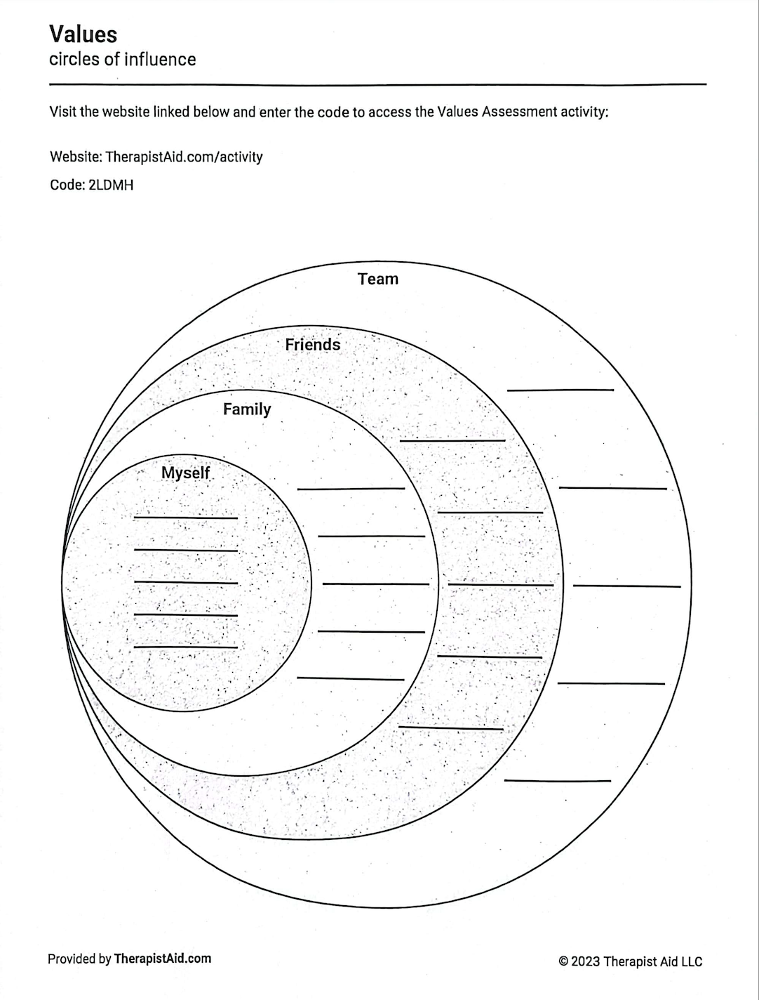 Values
circles of influence
Visit the website linked below and enter the code to access the Values Assessment activity:
Website: TherapistAid.com/activity
Code: 2LDMH
Team
Friends
Family
Myself
Provided by TherapistAid.com
© 2023 Therapist Aid LLC